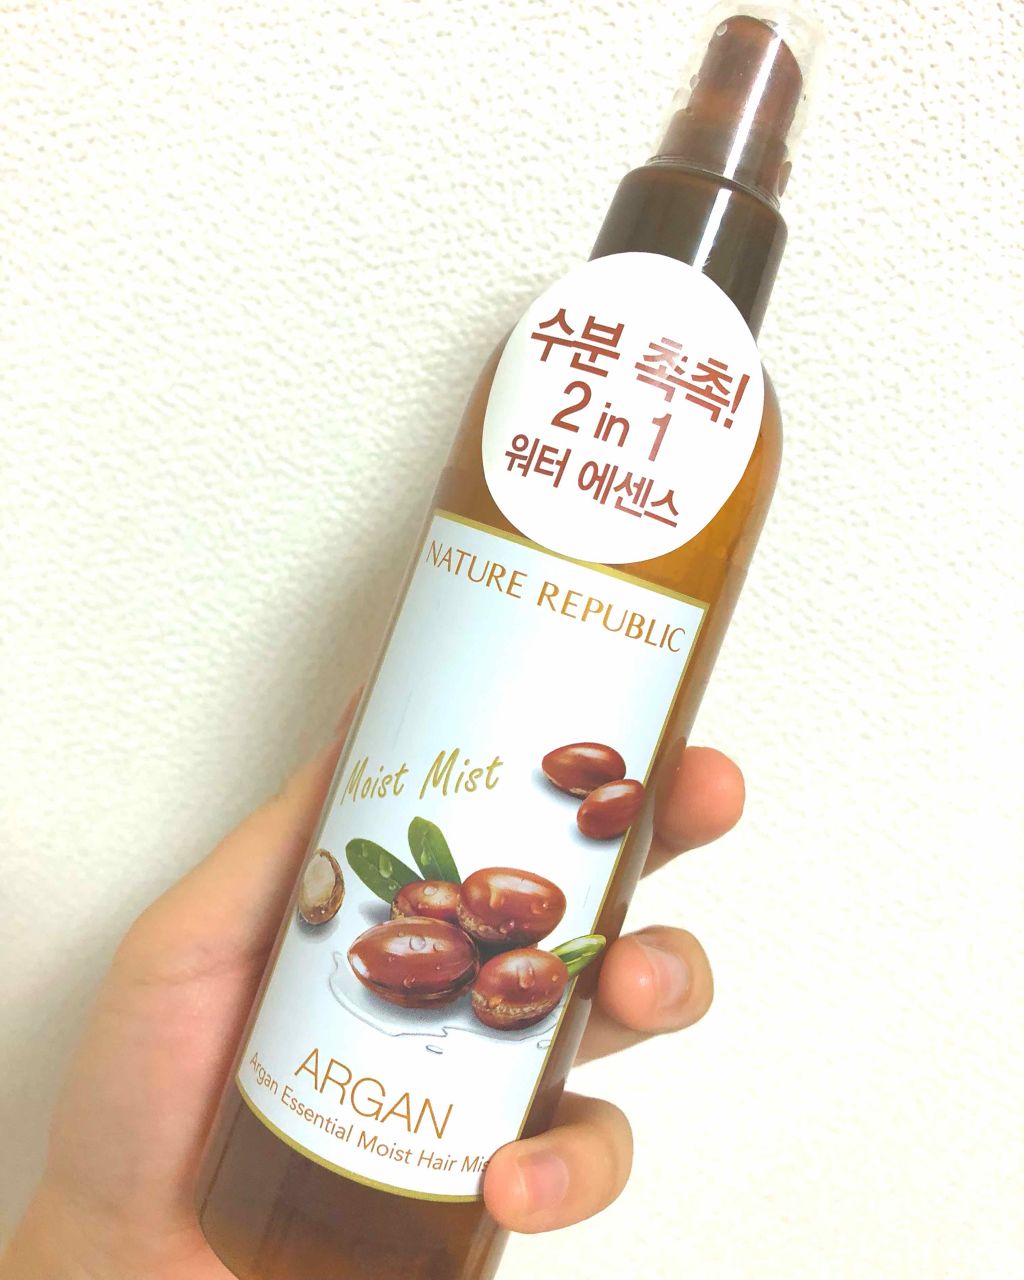 수분 촉촉!
2 in 1
워터 에센스
NATURE REPUBLIC
Moist Mist
ARGAN
Argan Essential Moist Hair